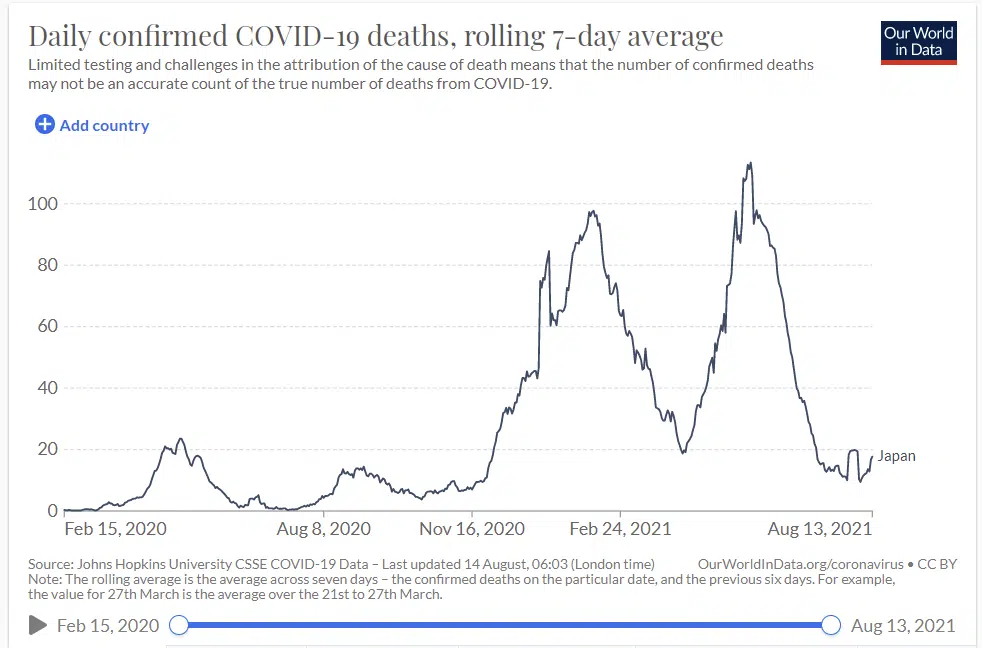 Daily confirmed COVID-19 deaths, rolling 7-day average
Our World
in Data
Limited testing and challenges in the attribution of the cause of death means that the number of confirmed deaths
may not be an accurate count of the true number of deaths from COVID-19.
Add country
100
80
60
40
20
0
Japan
Feb 15, 2020
Aug 8, 2020
Nov 16, 2020
Feb 24, 2021
Aug 13, 2021
Source: Johns Hopkins University CSSE COVID-19 Data – Last updated 14 August, 06:03 (London time)
OurWorldInData.org/coronavirus • CC BY
Note: The rolling average is the average across seven days – the confirmed deaths on the particular date, and the previous six days. For example,
the value for 27th March is the average over the 21st to 27th March.
Feb 15, 2020
Aug 13, 2021